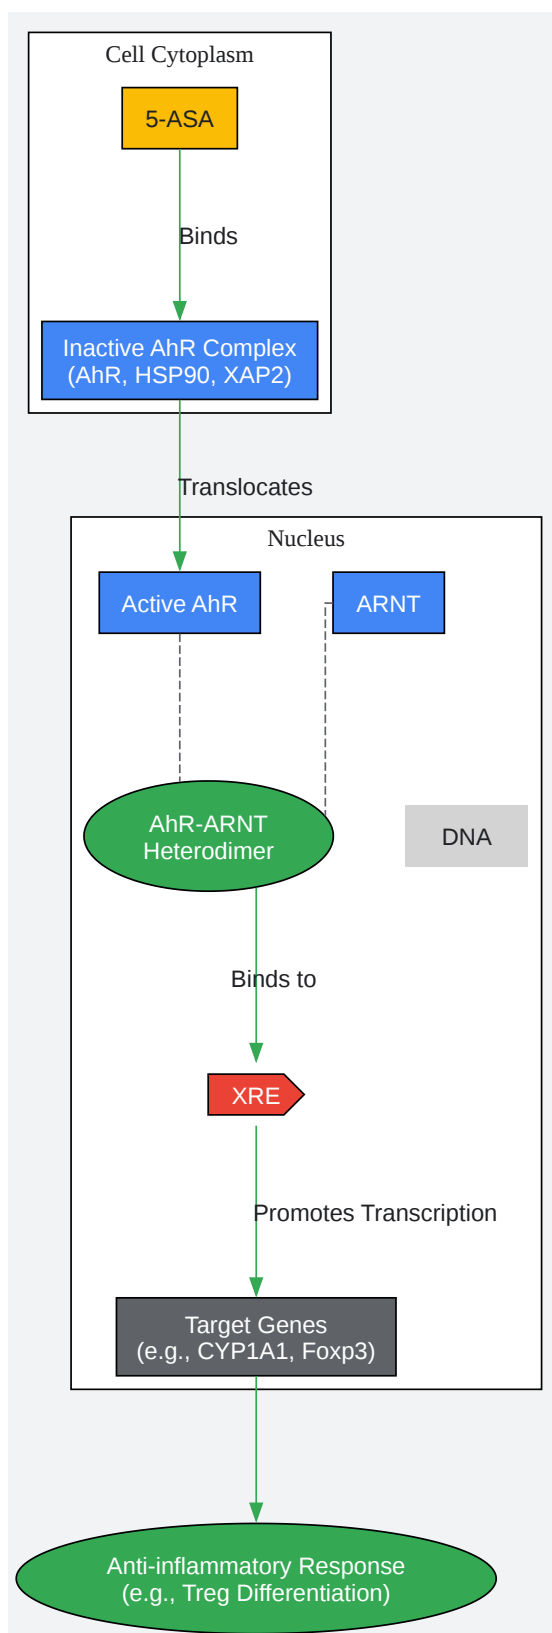 Cell Cytoplasm
5-ASA
Binds
Inactive AhR Complex
(AhR, HSP90, XAP2)
Translocates
Nucleus
Active AhR
ARNT
AhR-ARNT
Heterodimer
DNA
Binds to
XRE
Promotes Transcription
Target Genes
(e.g., CYP1A1, Foxp3)
Anti-inflammatory Response
(e.g., Treg Differentiation)